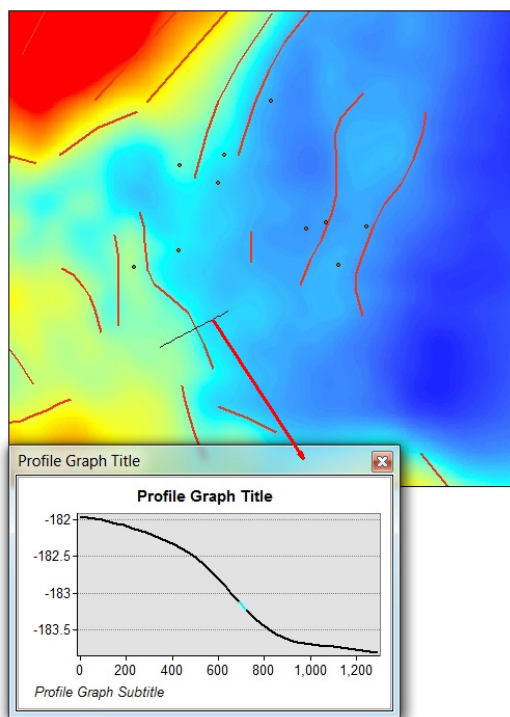 Profile Graph Title
Profile Graph Title
-182
-182.5
-183
-183.5
0 200 400 600 800 1,000 1,200
Profile Graph Subtitle